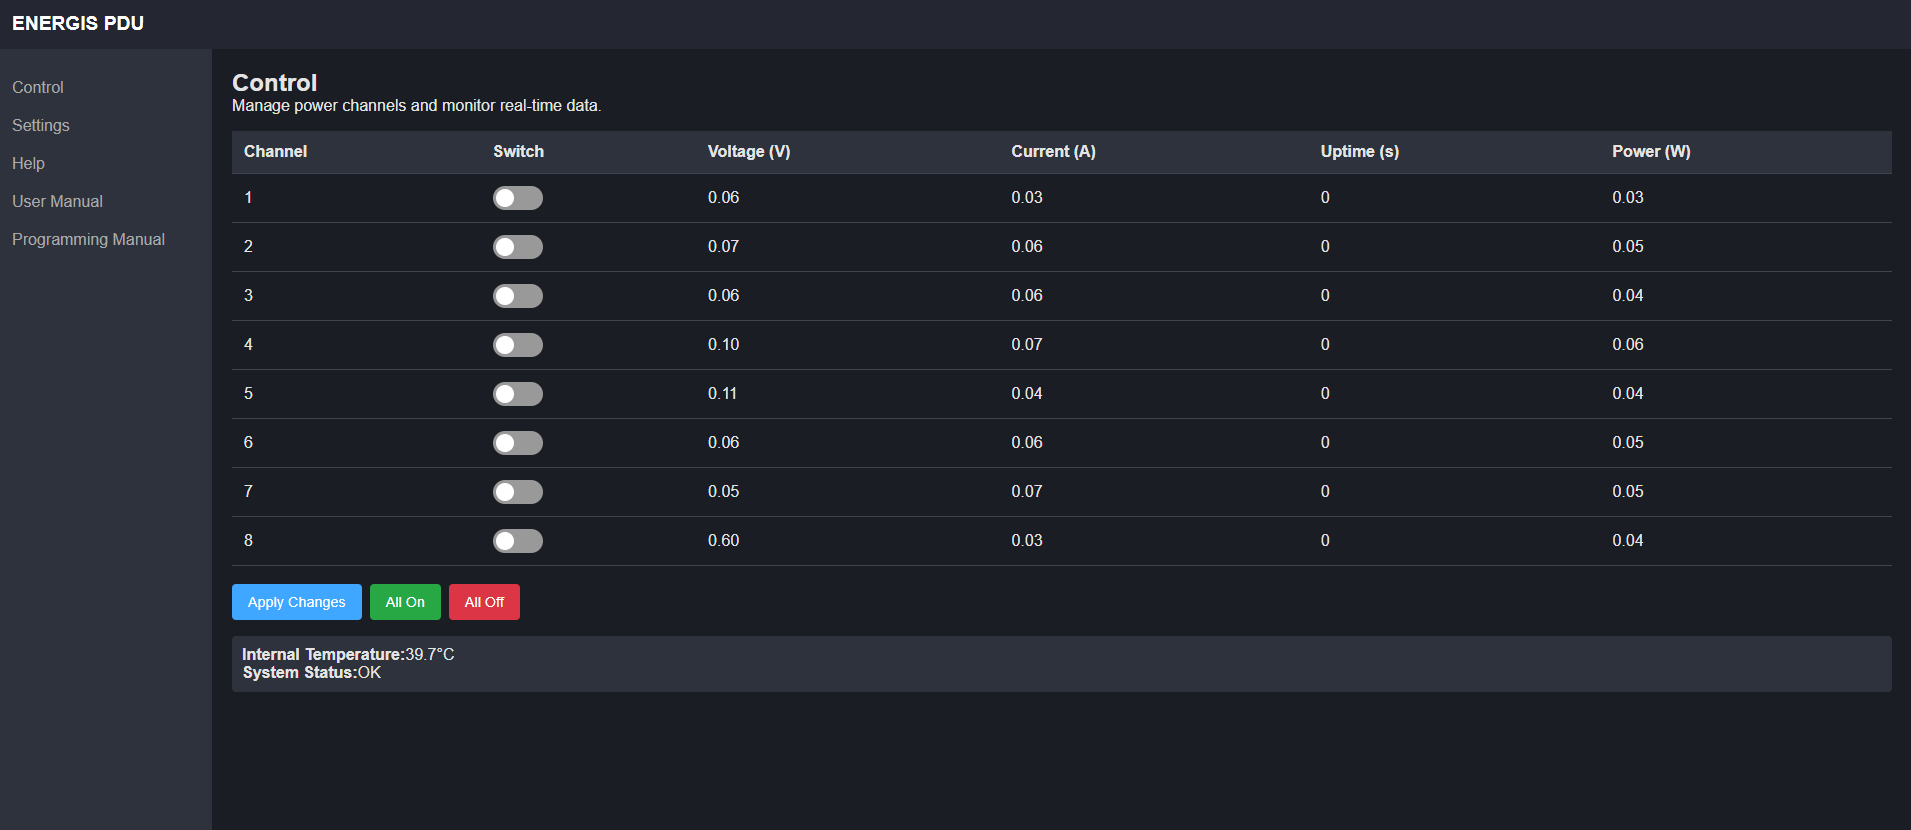 ENERGIS PDU
Control
Settings
Help
User Manual
Programming Manual
Control
Manage power channels and monitor real-time data.
Channel Switch Voltage (V) Current (A) Uptime (s) Power (W)
1 0.06 0.03 0 0.03
2 0.07 0.06 0 0.05
3 0.06 0.06 0 0.04
4 0.10 0.07 0 0.06
5 0.11 0.04 0 0.04
6 0.06 0.06 0 0.05
7 0.05 0.07 0 0.05
8 0.60 0.03 0 0.04
Apply Changes All On All Off
Internal Temperature:39.7°C
System Status:OK